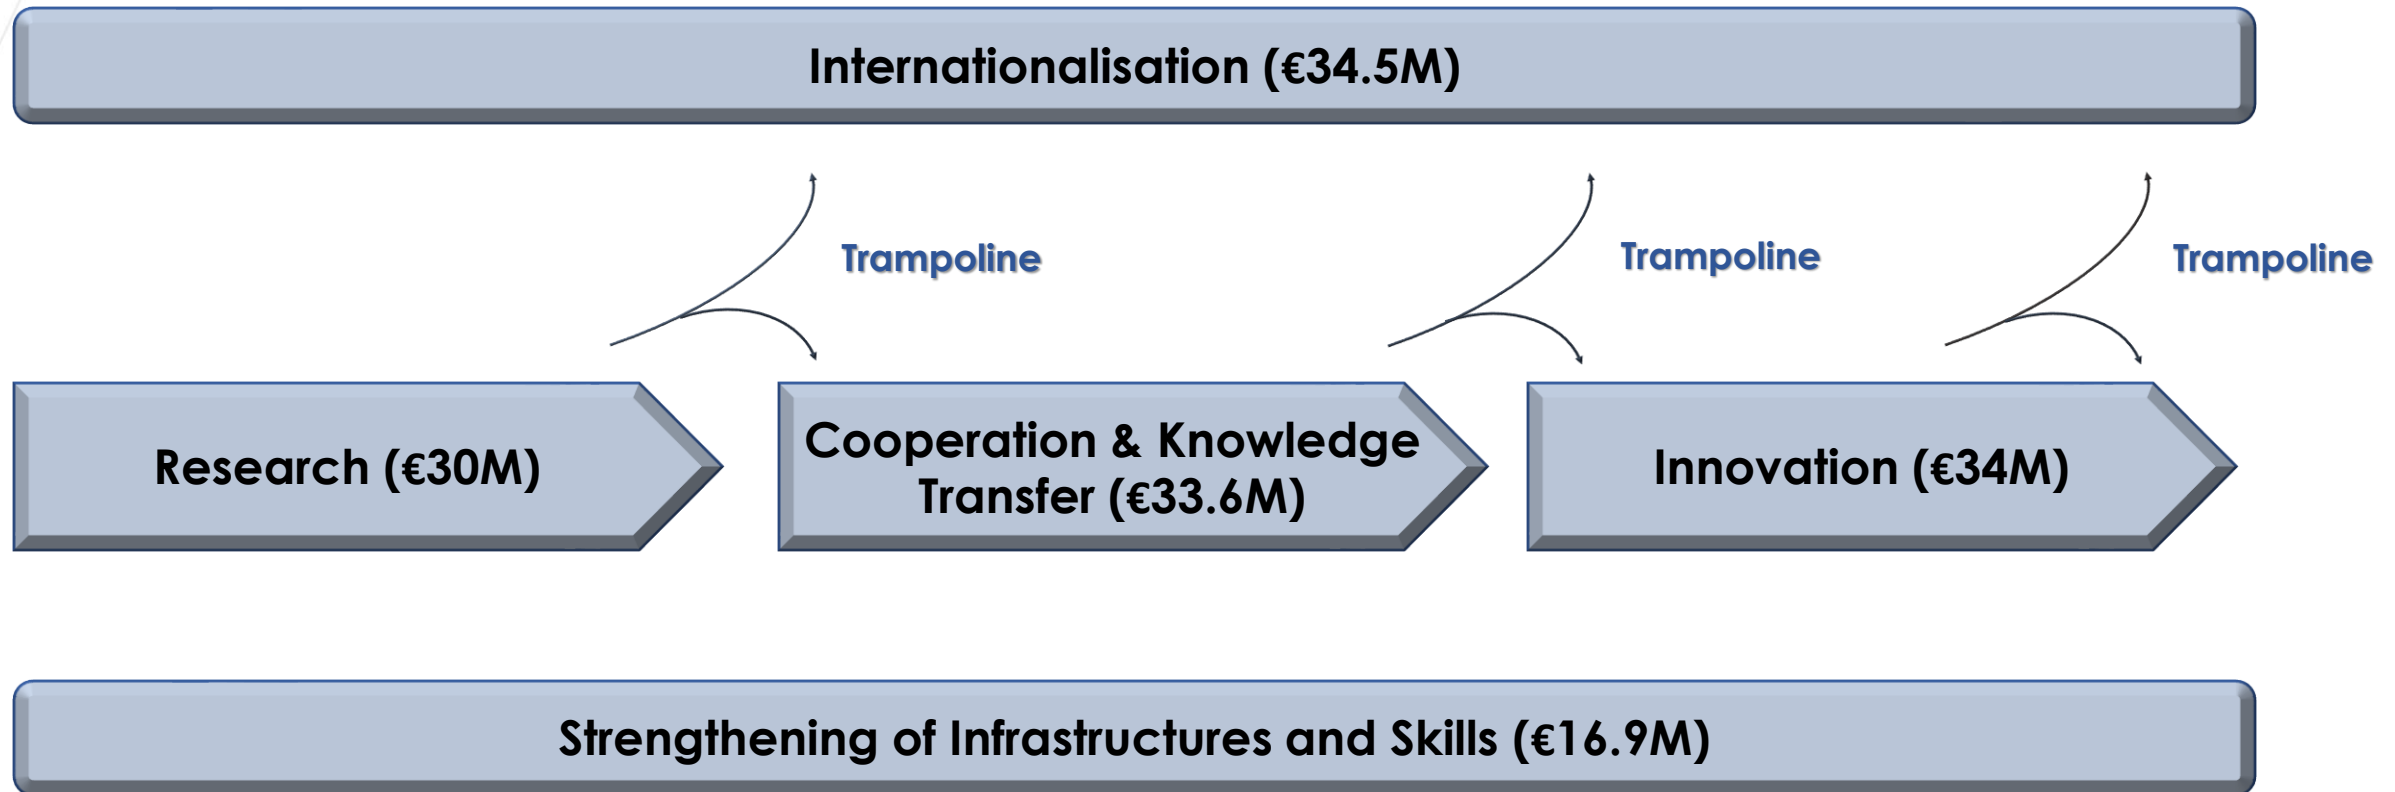 Internationalisation (€34.5M)
Trampoline
Trampoline
Trampoline
Research (€30M)
Cooperation & Knowledge
Transfer (€33.6M)
Innovation (€34M)
Strengthening of Infrastructures and Skills (€16.9M)